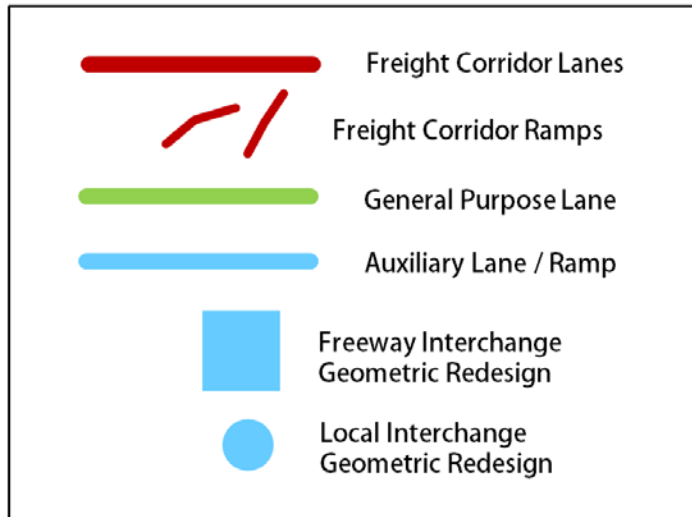 Freight Corridor Lanes
Freight Corridor Ramps
General Purpose Lane
Auxiliary Lane / Ramp
Freeway Interchange
Geometric Redesign
Local Interchange
Geometric Redesign